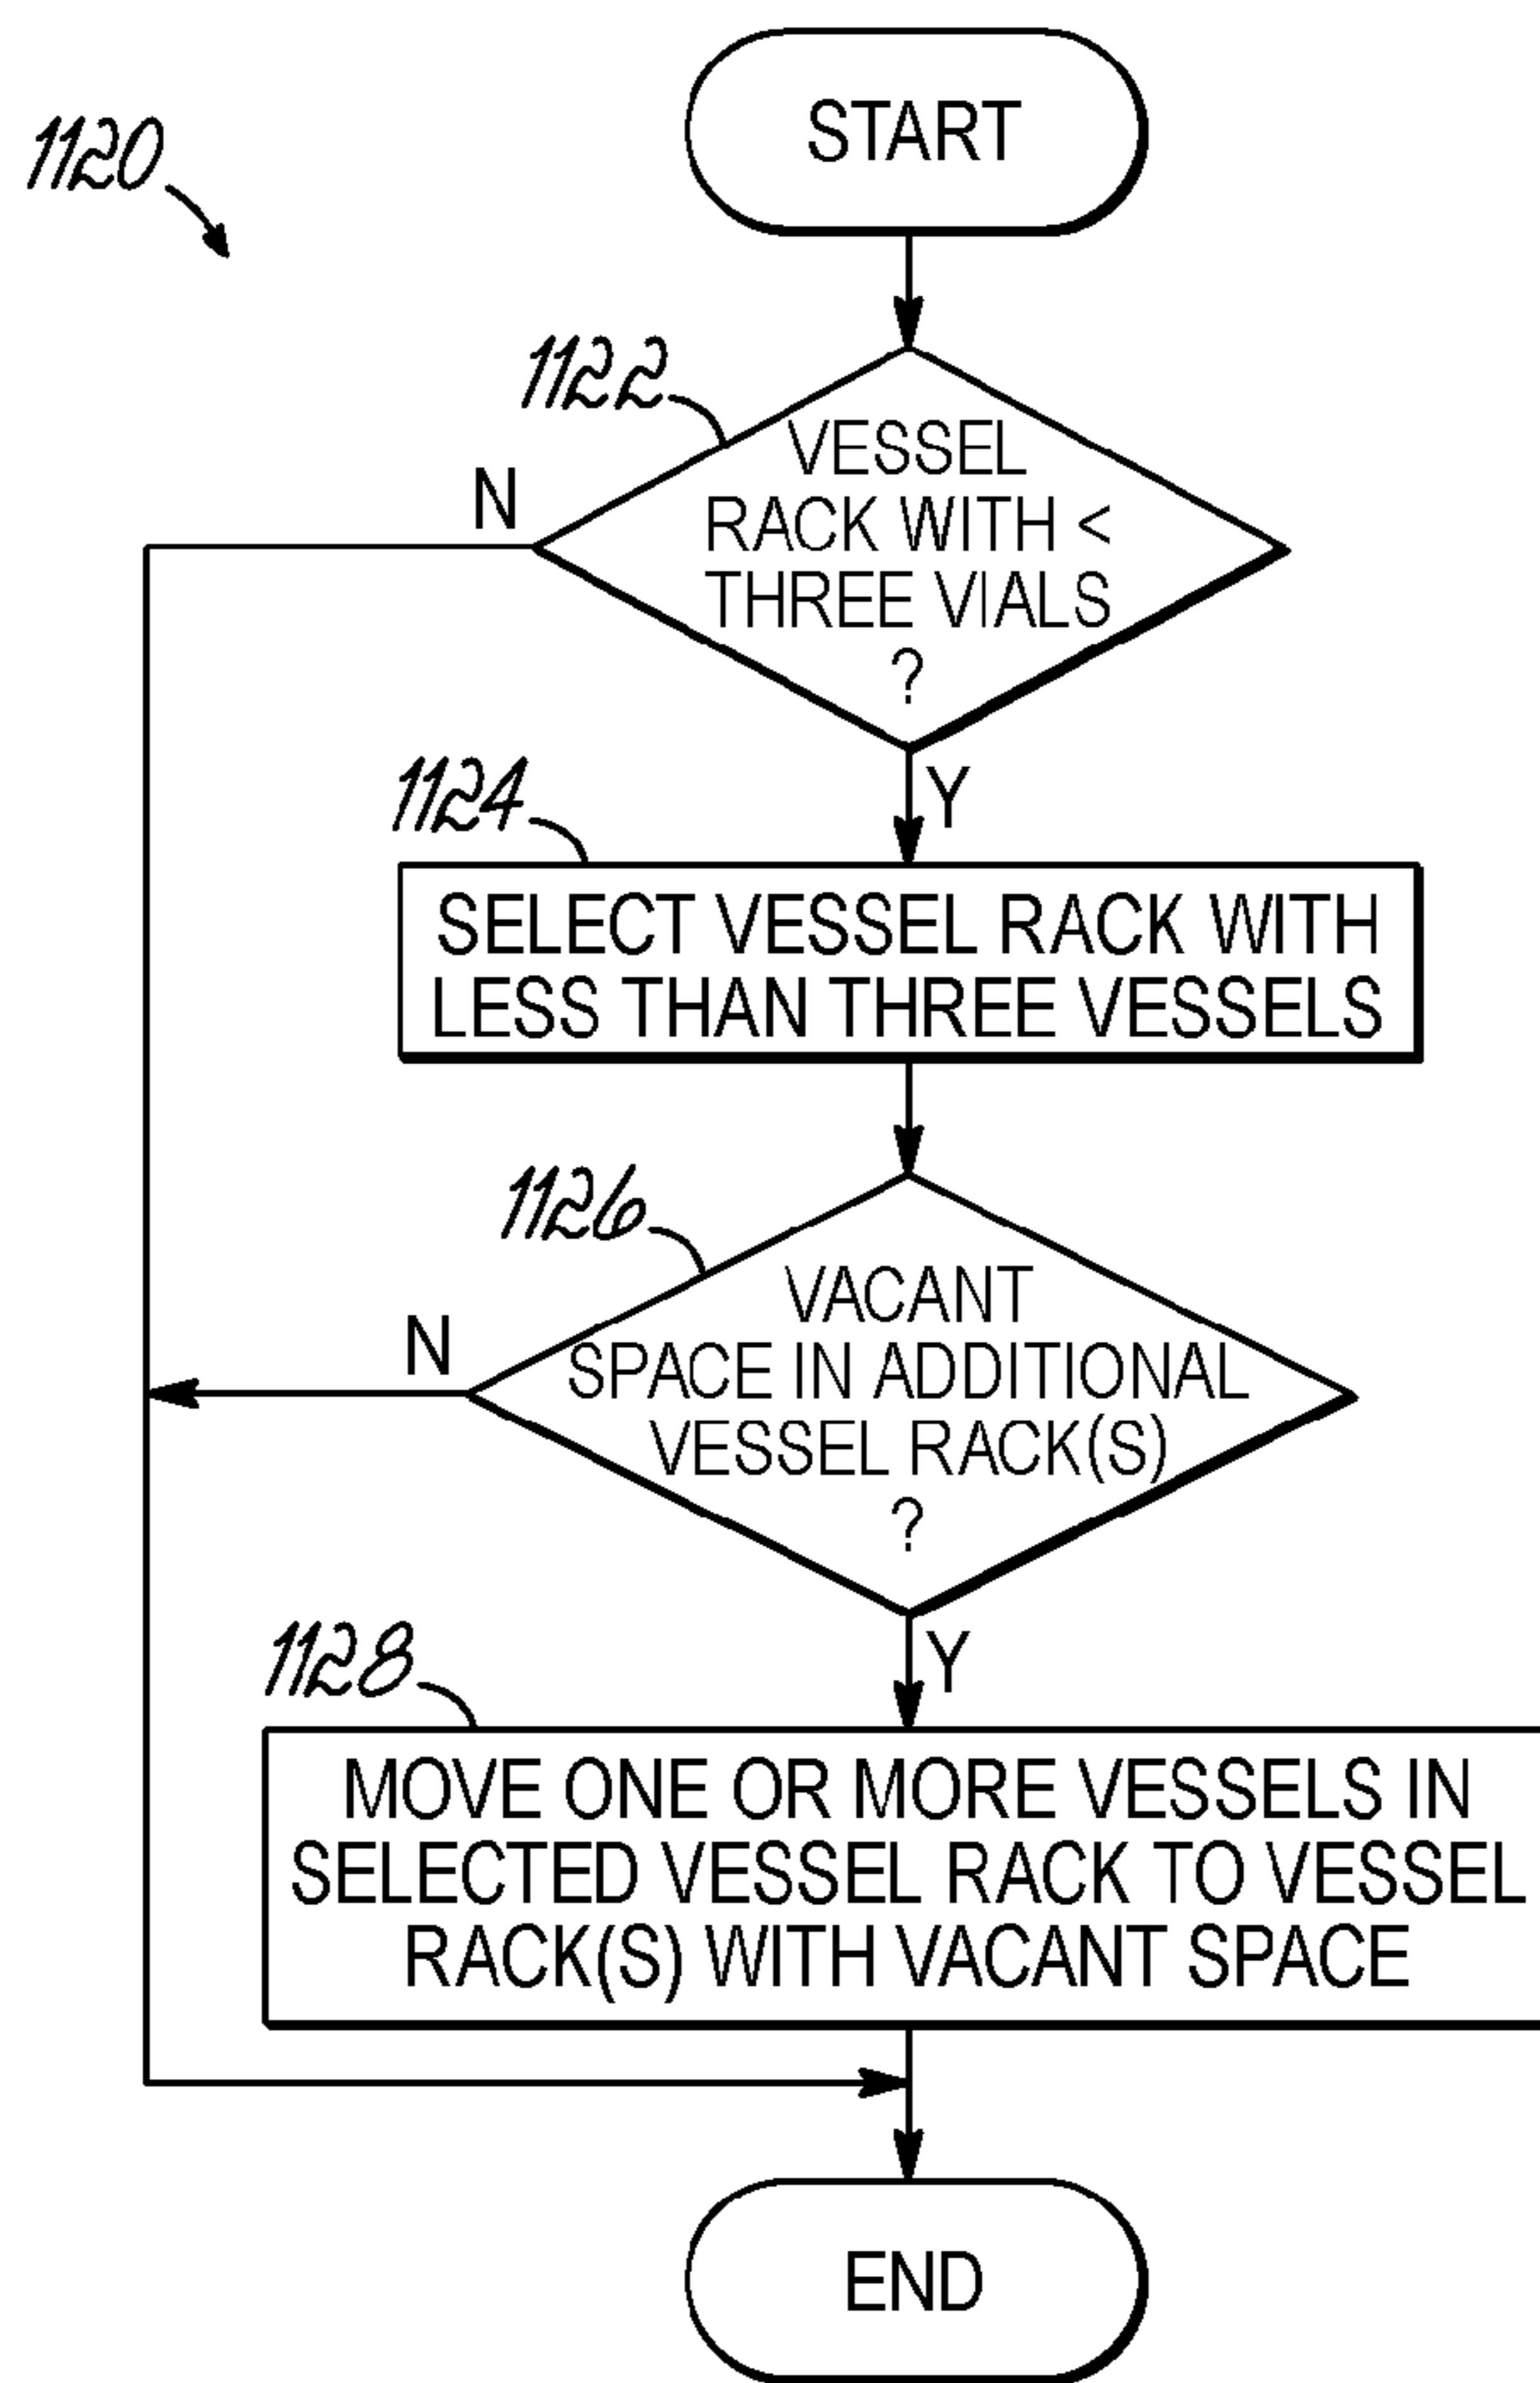 1120
START
1122
VESSEL
RACK WITH <
THREE VIALS
?
N
Y
1124
SELECT VESSEL RACK WITH
LESS THAN THREE VESSELS
1126
VACANT
SPACE IN ADDITIONAL
VESSEL RACK(S)
?
N
Y
1128
MOVE ONE OR MORE VESSELS IN
SELECTED VESSEL RACK TO VESSEL
RACK(S) WITH VACANT SPACE
END